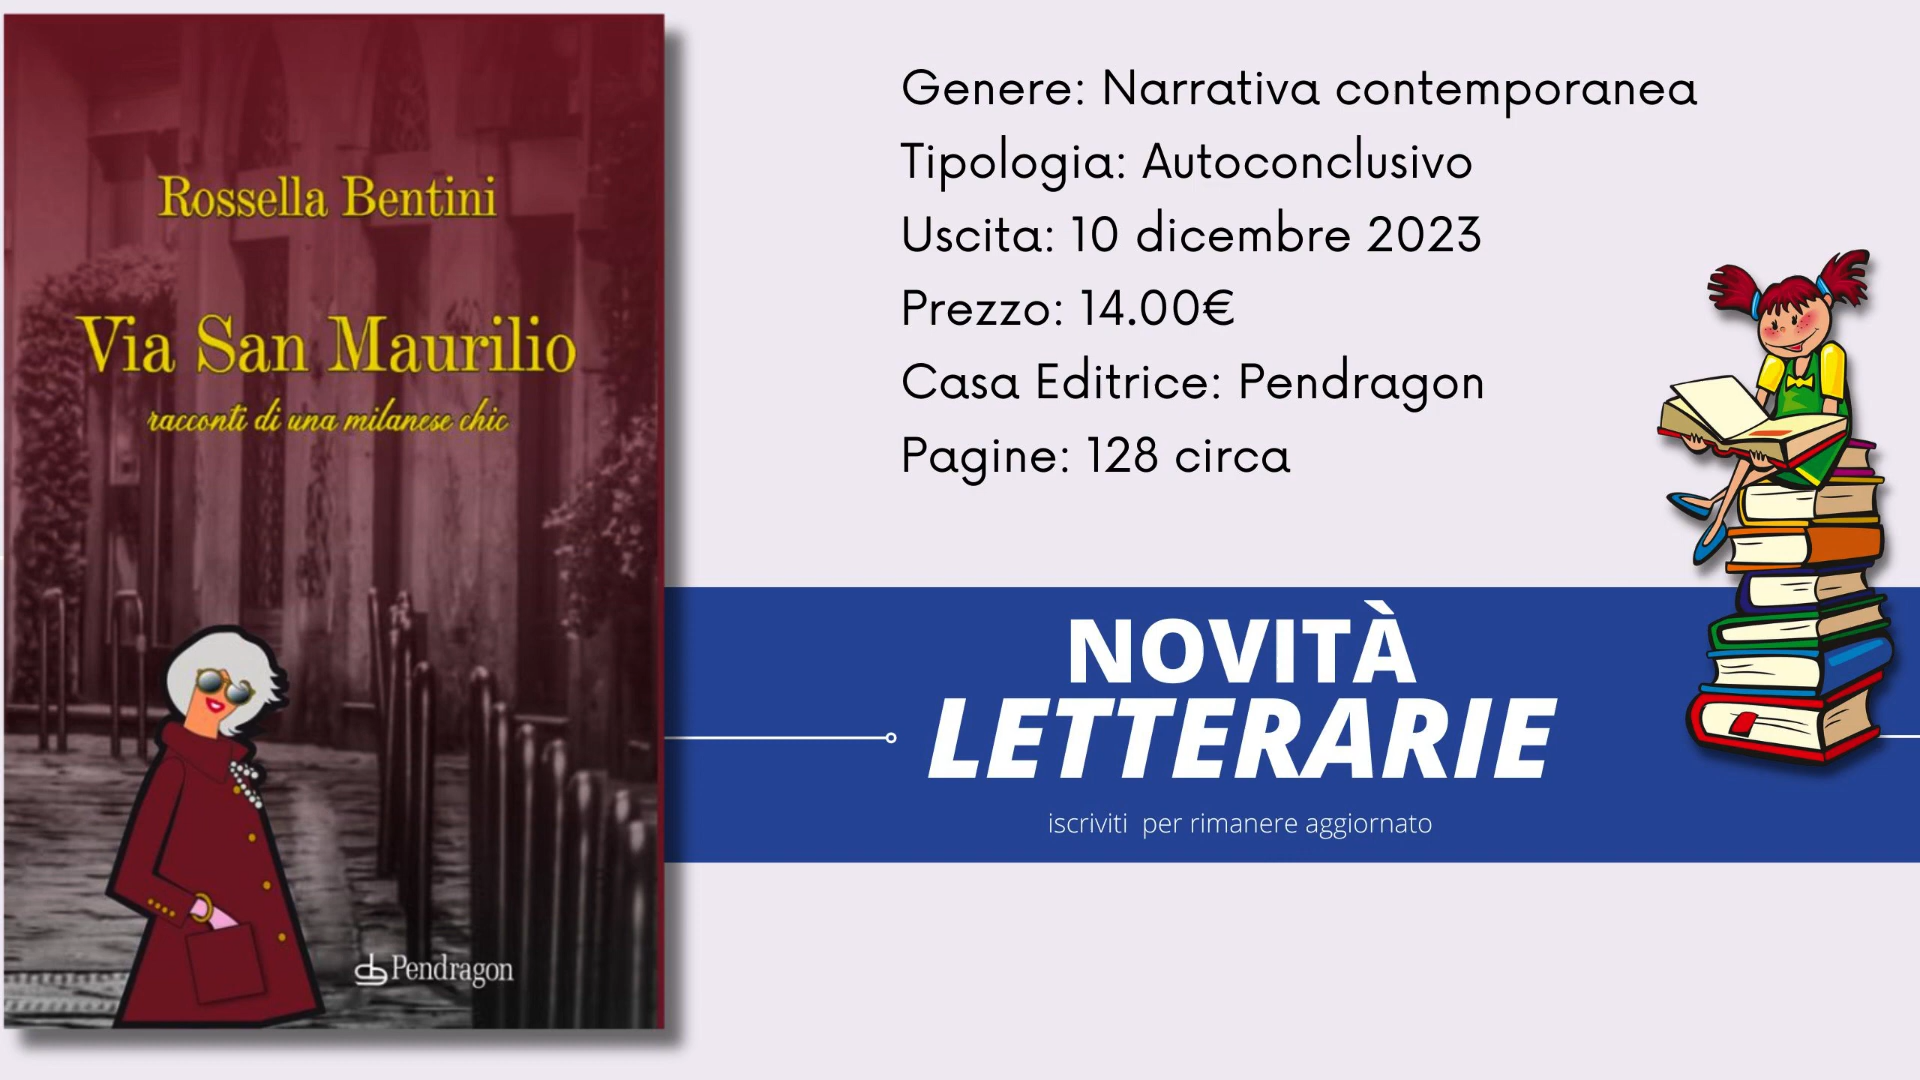 Rossella Bentini
Via San Maurilio
racconti di una milanese chic
Pendragon
Genere: Narrativa contemporanea
Tipologia: Autoconclusivo
Uscita: 10 dicembre 2023
Prezzo: 14.00€
Casa Editrice: Pendragon
Pagine: 128 circa
NOVITÀ
LETTERARIE
iscriviti per rimanere aggiornato